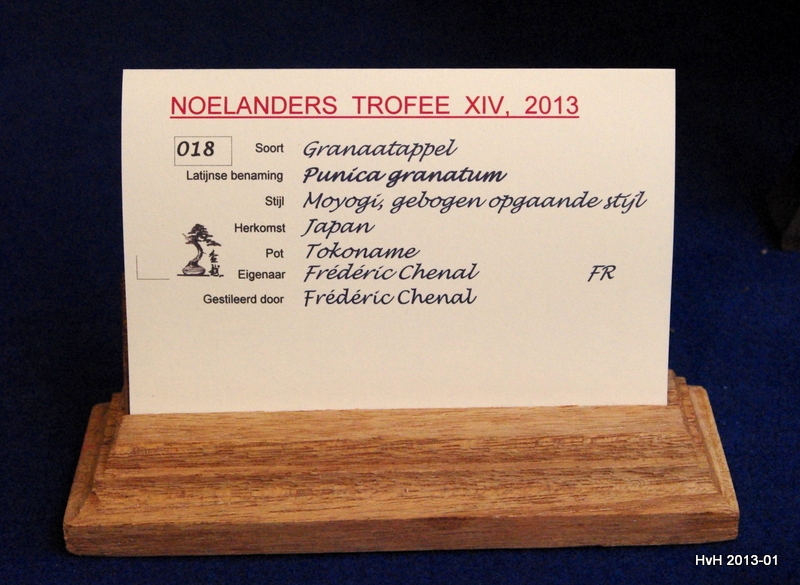 NOELANDERS TROFEE XIV, 2013
018 Soort Granaatappel
Latijnse benaming Punica granatum
Stijl Moyogi, gebogen opgaande stijl
Herkomst Japan
Pot Tokoname
Eigenaar Frédéric Chenal FR
Gestileerd door Frédéric Chenal
HvH 2013-01